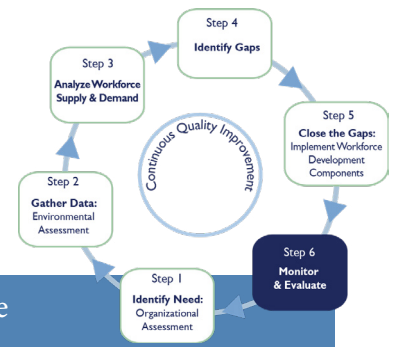 Step 4
Identify Gaps
Step 3
Analyze Workforce
Supply & Demand
Step 5
Close the Gaps:
Implement Workforce
Development
Components
Continuous Quality Improvement
Step 2
Gather Data:
Environmental
Assessment
Step 6
Monitor
& Evaluate
Step 1
Identify Need:
Organizational
Assessment
e